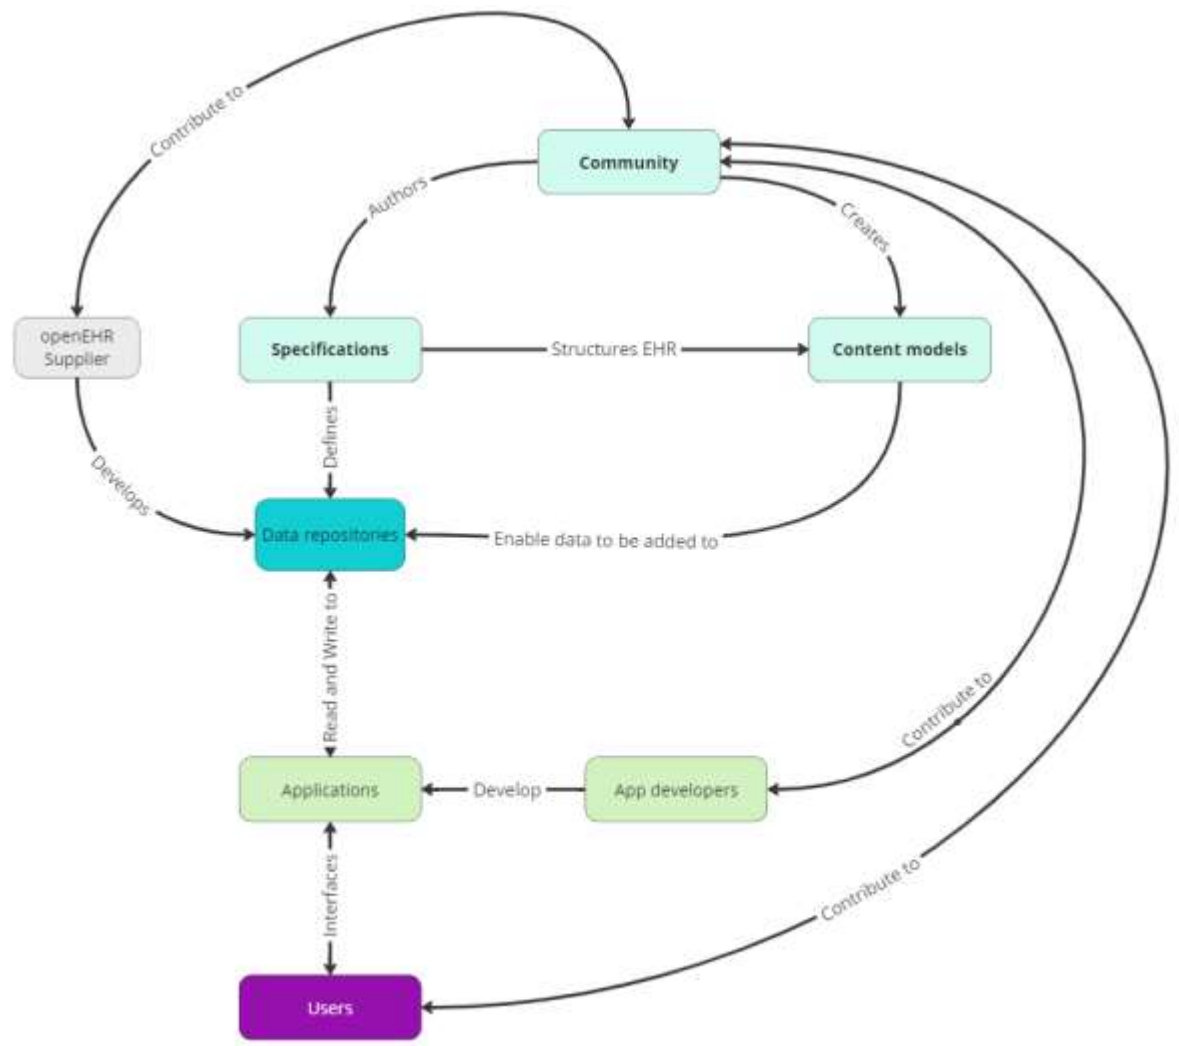 Contribute to
Community
Authors
Creates
openEHR
Supplier
Specifications
Structures EHR
Content models
Defines
Develops
Data repositories
Enable data to be added to
Read and Write to
Contribute to
Applications
Develop
App developers
Interfaces
Contribute to
Users